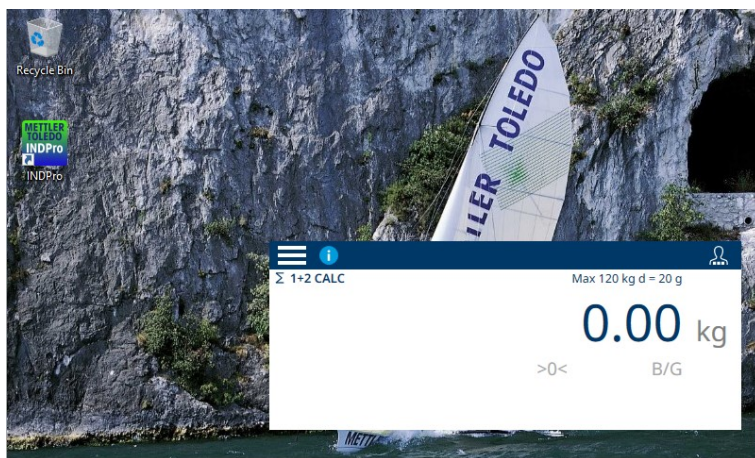 Recycle Bin
METTLER
TOLEDO
INDPro
INDPro
LER TOLEDO
i
Σ 1+2 CALC
Max 120 kg d = 20 g
0.00 kg
>0<
B/G
METTL